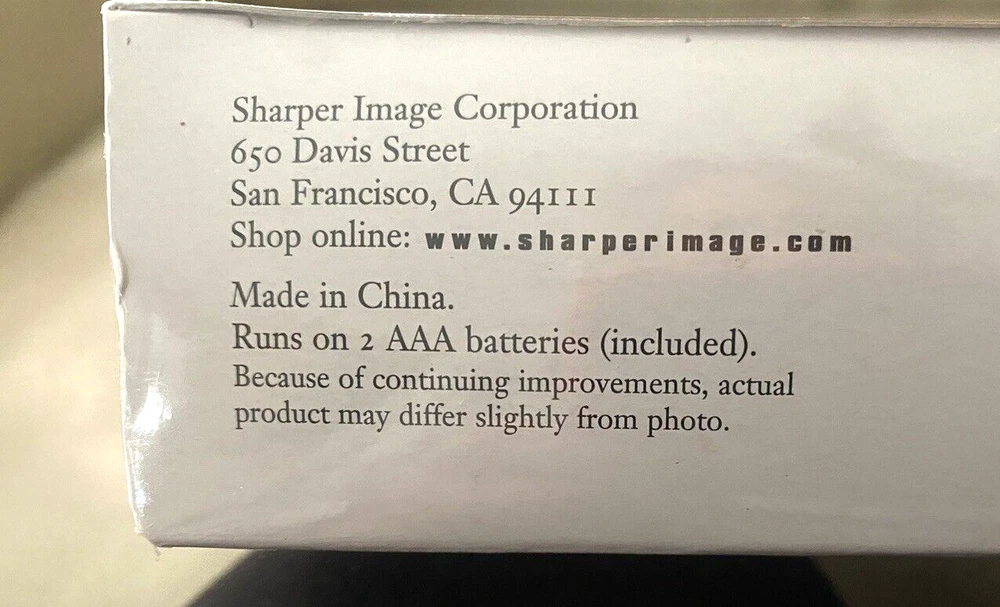 Sharper Image Corporation
650 Davis Street
San Francisco, CA 94111
Shop online: www.sharperimage.com
Made in China.
Runs on 2 AAA batteries (included).
Because of continuing improvements, actual
product may differ slightly from photo.